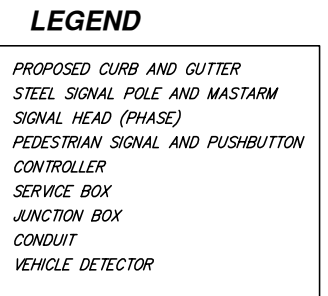 LEGEND
PROPOSED CURB AND GUTTER
STEEL SIGNAL POLE AND MASTARM
SIGNAL HEAD (PHASE)
PEDESTRIAN SIGNAL AND PUSHBUTTON
CONTROLLER
SERVICE BOX
JUNCTION BOX
CONDUIT
VEHICLE DETECTOR